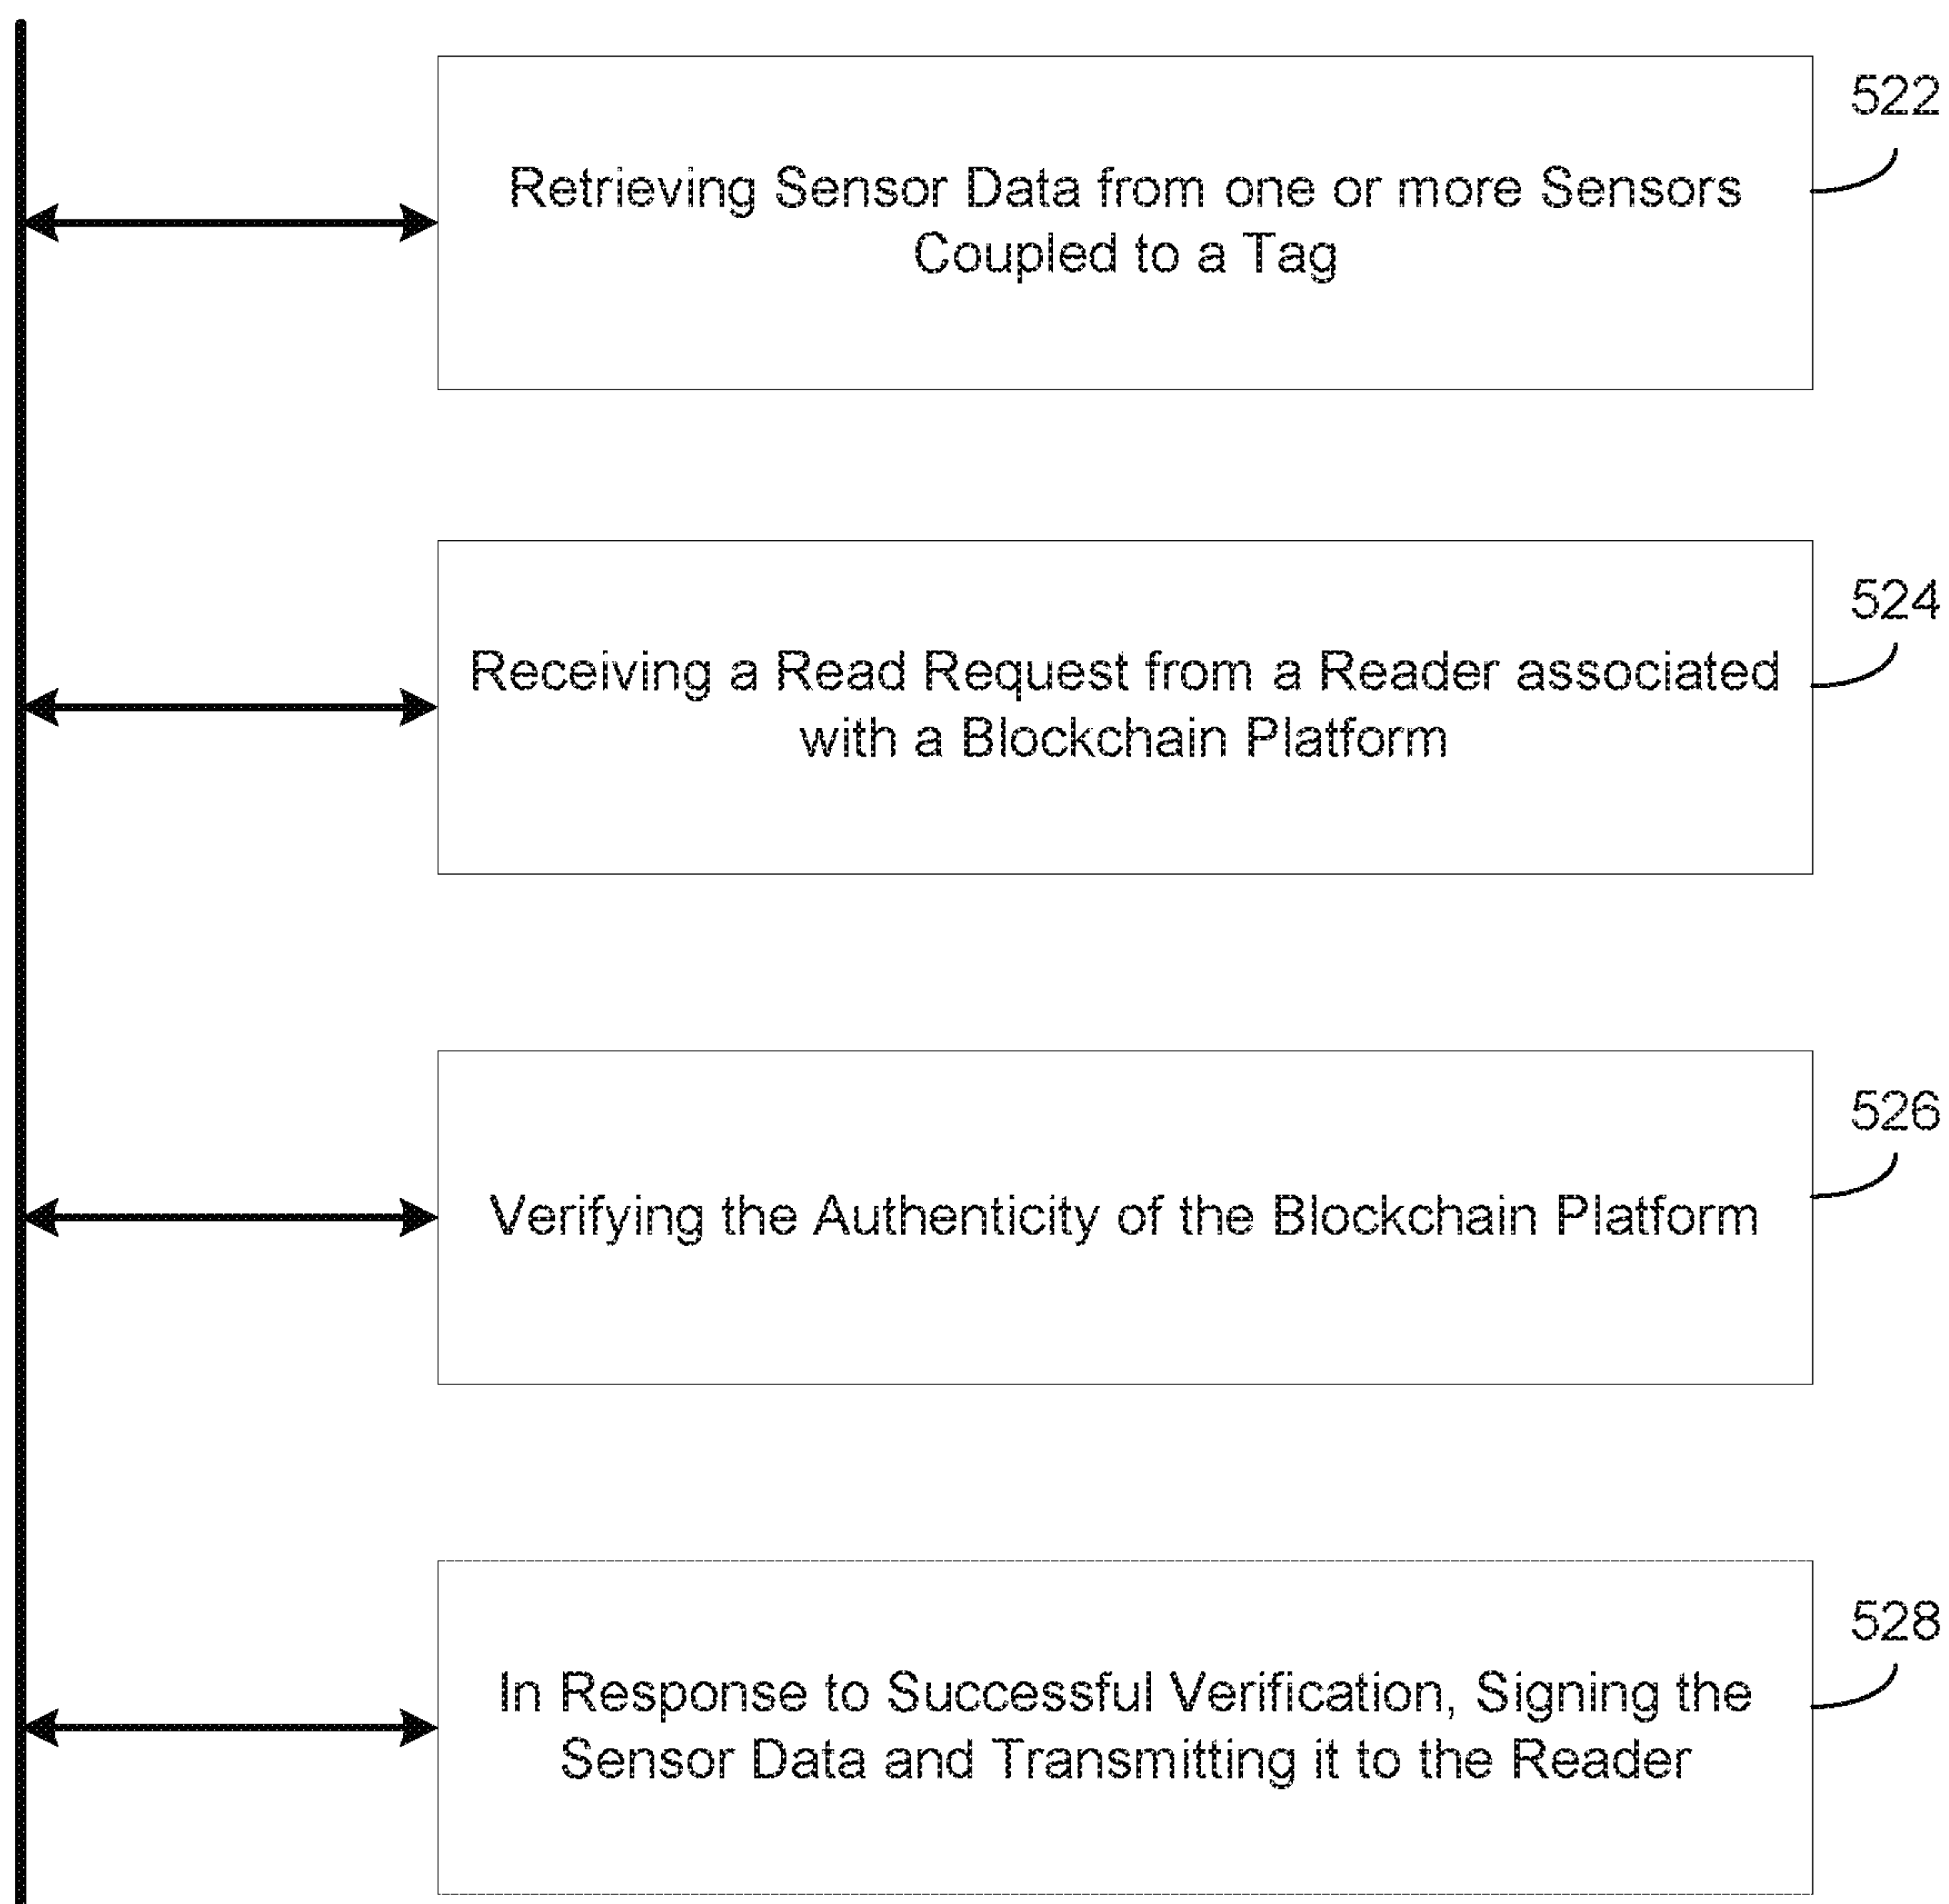 522
Retrieving Sensor Data from one or more Sensors
Coupled to a Tag
524
Receiving a Read Request from a Reader associated
with a Blockchain Platform
526
Verifying the Authenticity of the Blockchain Platform
528
In Response to Successful Verification, Signing the
Sensor Data and Transmitting it to the Reader